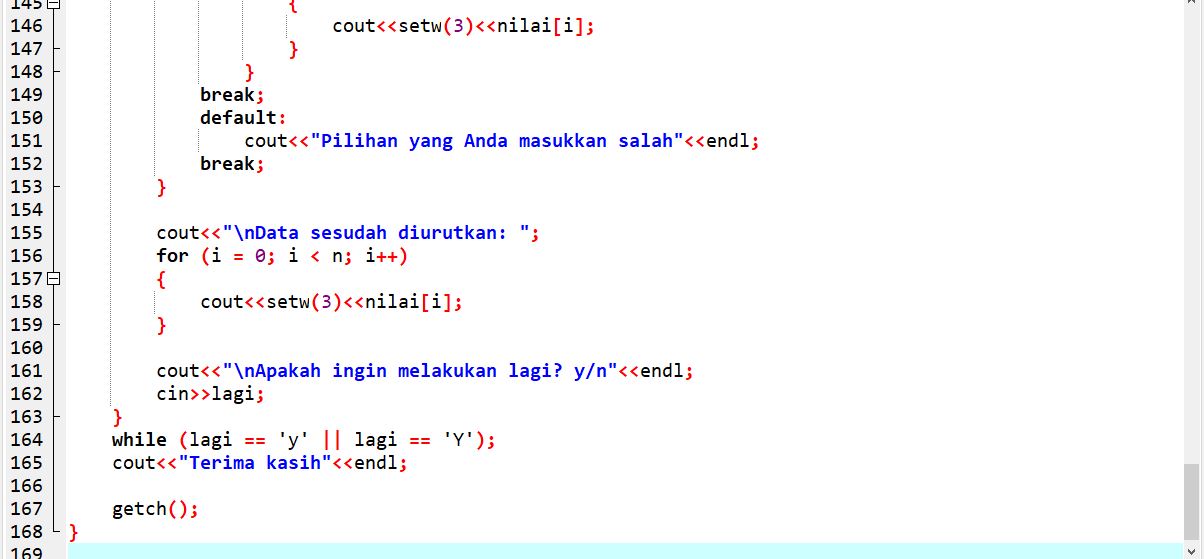 145 {
146 cout<<setw(3)<<nilai[i];
147 }
148 }
149 break;
150 default:
151 cout<<"Pilihan yang Anda masukkan salah"<<endl;
152 break;
153 }
154
155 cout<<"\nData sesudah diurutkan: ";
156 for (i = 0; i < n; i++)
157 {
158 cout<<setw(3)<<nilai[i];
159 }
160
161 cout<<"\nApakah ingin melakukan lagi? y/n"<<endl;
162 cin>>lagi;
163 }
164 while (lagi == 'y' || lagi == 'Y');
165 cout<<"Terima kasih"<<endl;
166
167 getch();
168 }
169